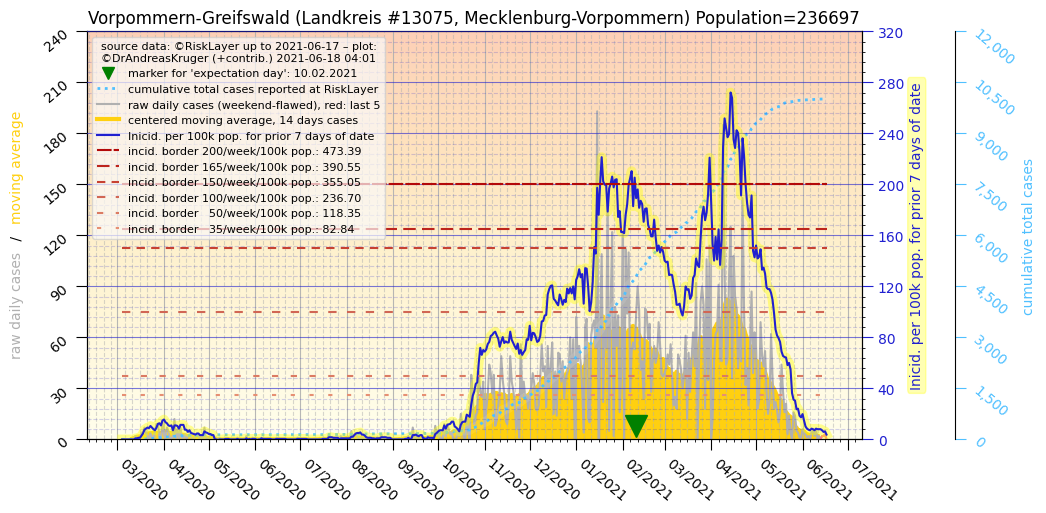 Vorpommern-Greifswald (Landkreis #13075, Mecklenburg-Vorpommern) Population=236697
source data: ©RiskLayer up to 2021-06-17 – plot:
©DrAndreasKruger (+contrib.) 2021-06-18 04:01
marker for 'expectation day': 10.02.2021
cumulative total cases reported at RiskLayer
raw daily cases (weekend-flawed), red: last 5
centered moving average, 14 days cases
Inicid. per 100k pop. for prior 7 days of date
incid. border 200/week/100k pop.: 473.39
incid. border 165/week/100k pop.: 390.55
incid. border 150/week/100k pop.: 355.05
incid. border 100/week/100k pop.: 236.70
incid. border   50/week/100k pop.: 118.35
incid. border   35/week/100k pop.: 82.84
raw daily cases / moving average
240
210
180
150
120
90
60
30
0
320
280
240
200
160
120
80
40
0
Inicid. per 100k pop. for prior 7 days of date
12,000
10,500
9,000
7,500
6,000
4,500
3,000
1,500
0
cumulative total cases
03/2020
04/2020
05/2020
06/2020
07/2020
08/2020
09/2020
10/2020
11/2020
12/2020
01/2021
02/2021
03/2021
04/2021
05/2021
06/2021
07/2021